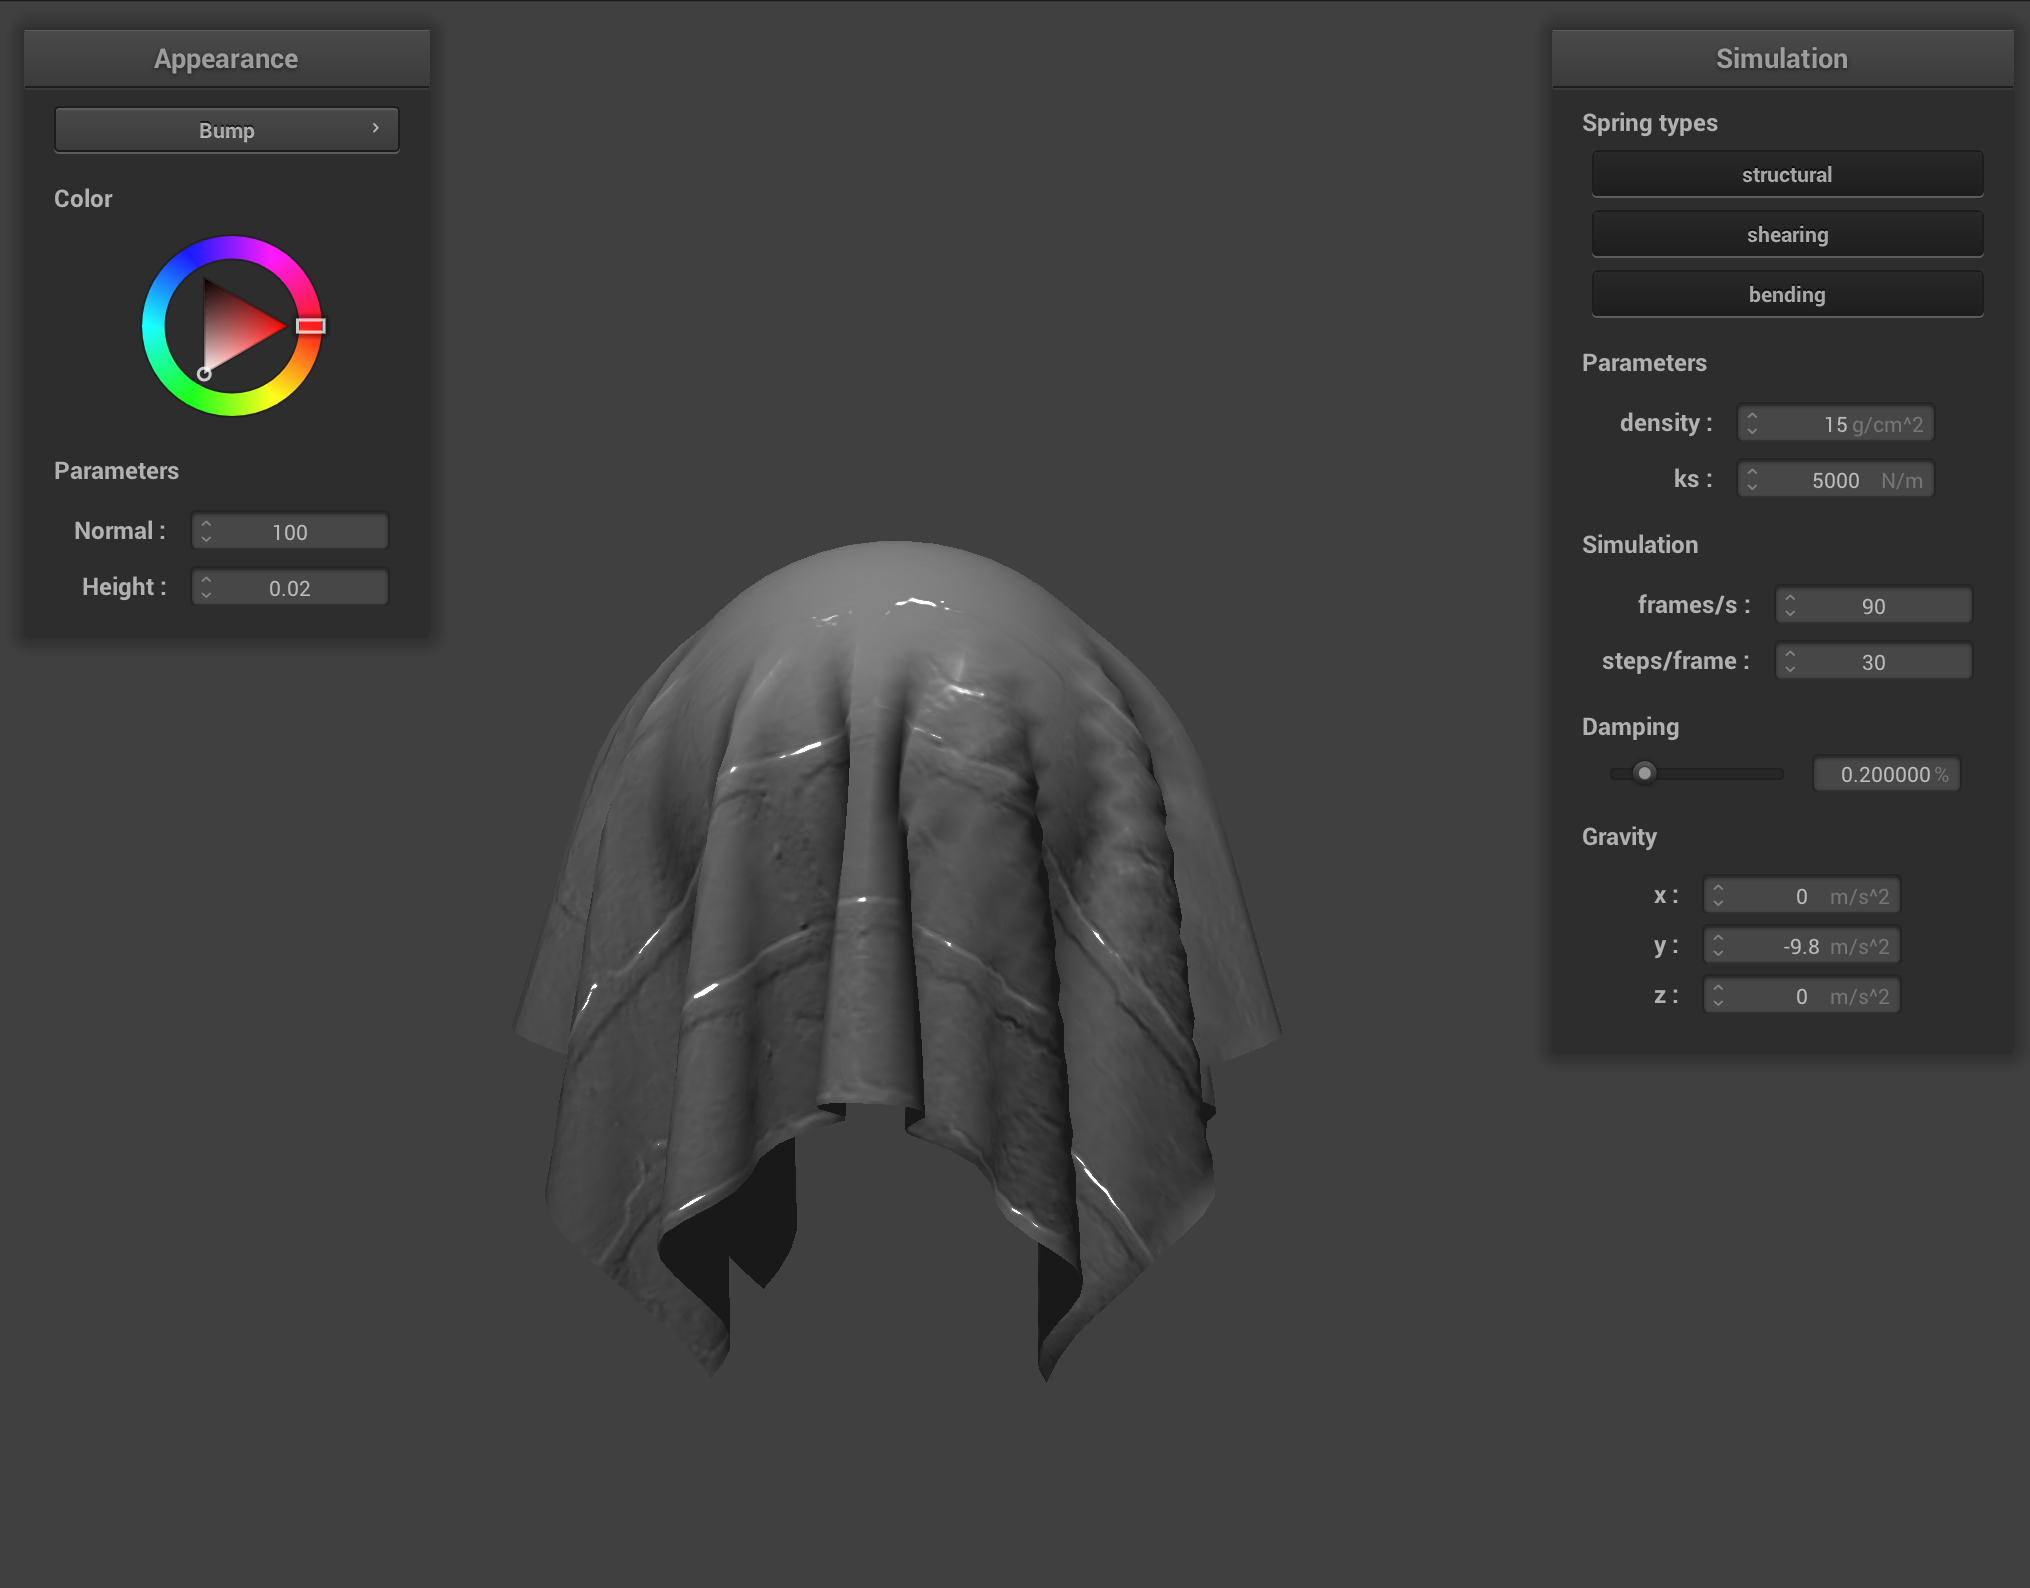 Appearance
Bump
Color
Parameters
Normal : 100
Height : 0.02
Simulation
Spring types
structural
shearing
bending
Parameters
density : 15 g/cm^2
ks : 5000 N/m
Simulation
frames/s : 90
steps/frame : 30
Damping
0.200000 %
Gravity
x : 0 m/s^2
y : -9.8 m/s^2
z : 0 m/s^2